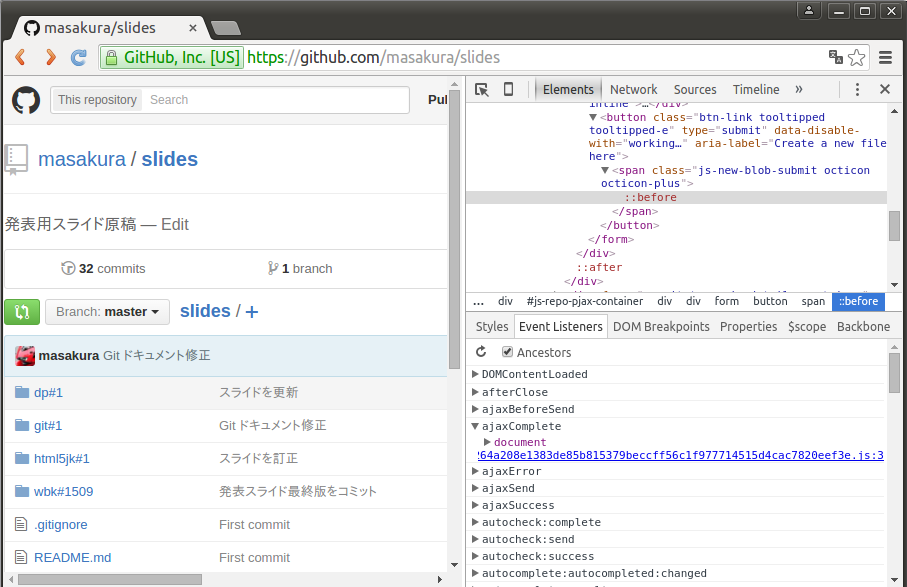 masakura/slides
GitHub, Inc. [US] https://github.com/masakura/slides
This repository Search
Pul
masakura / slides
発表用スライド原稿 — Edit
32 commits
1 branch
Branch: master
slides / +
masakura Git ドキュメント修正
dp#1 スライドを更新
git#1 Git ドキュメント修正
html5jk#1 スライドを訂正
wbk#1509 発表スライド最終版をコミット
.gitignore First commit
README.md First commit
Elements Network Sources Timeline »
inline">…</div>
▼<button class="btn-link tooltipped
tooltipped-e" type="submit" data-disable-
with="working…" aria-label="Create a new file
here">
▼<span class="js-new-blob-submit octicon
octicon-plus">
::before
</span>
</button>
</form>
</div>
::after
</div>
... div #js-repo-pjax-container div div form button span ::before
Styles Event Listeners DOM Breakpoints Properties $scope Backbone
Ancestors
▶DOMContentLoaded
▶afterClose
▶ajaxBeforeSend
▼ajaxComplete
▶document
264a208e1383de85b815379beccff56c1f977714515d4cac7820eef3e.js:3
▶ajaxError
▶ajaxSend
▶ajaxSuccess
▶autocheck:complete
▶autocheck:send
▶autocheck:success
▶autocomplete:autocompleted:changed